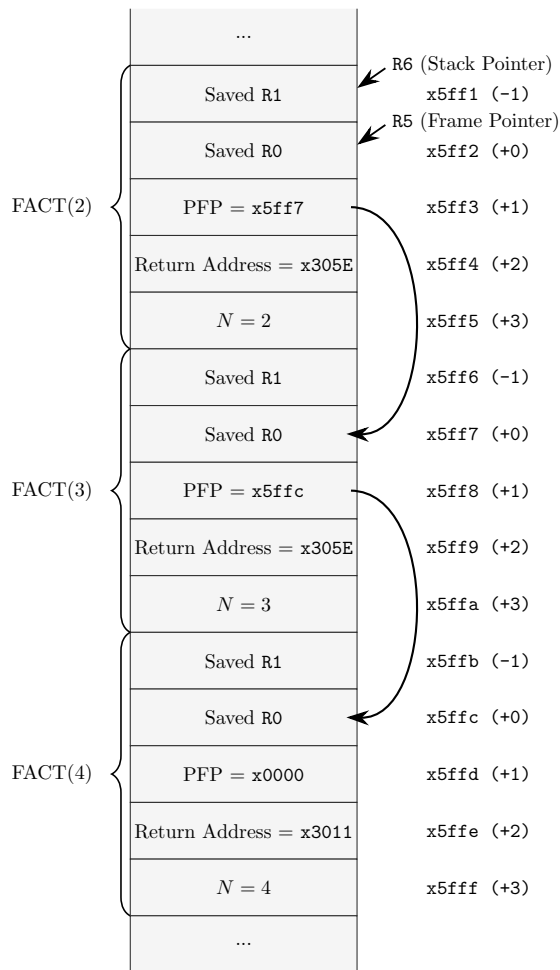 ...
R6 (Stack Pointer)
Saved R1 x5ff1 (-1)
R5 (Frame Pointer)
Saved R0 x5ff2 (+0)
FACT(2) PFP = x5ff7 x5ff3 (+1)
Return Address = x305E x5ff4 (+2)
N = 2 x5ff5 (+3)
Saved R1 x5ff6 (-1)
Saved R0 x5ff7 (+0)
FACT(3) PFP = x5ffc x5ff8 (+1)
Return Address = x305E x5ff9 (+2)
N = 3 x5ffa (+3)
Saved R1 x5ffb (-1)
Saved R0 x5ffc (+0)
FACT(4) PFP = x0000 x5ffd (+1)
Return Address = x3011 x5ffe (+2)
N = 4 x5fff (+3)
...